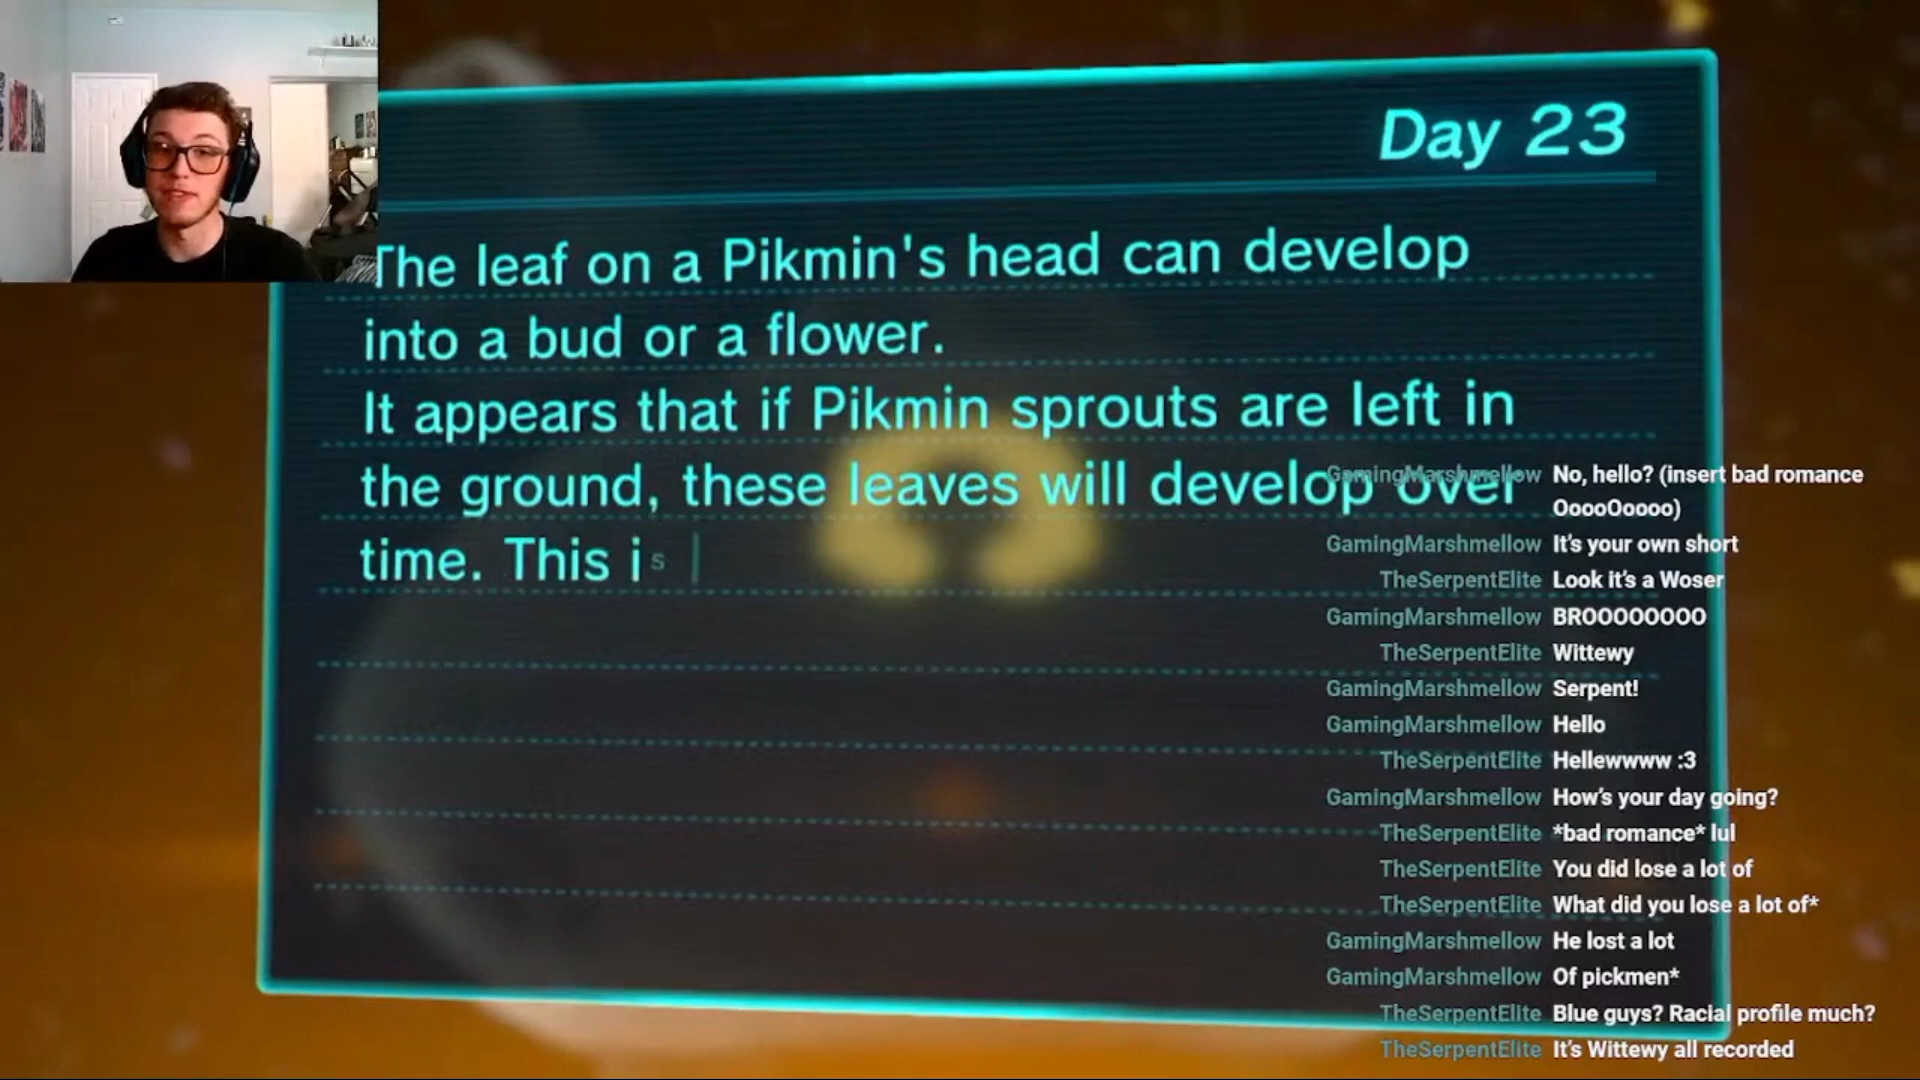 Day 23
The leaf on a Pikmin's head can develop
into a bud or a flower.
It appears that if Pikmin sprouts are left in
the ground, these leaves will develop over
time. This is
GamingMarshmellow No, hello? (insert bad romance
OoooOoooo)
GamingMarshmellow It's your own short
TheSerpentElite Look it's a Woser
GamingMarshmellow BROOOOOOOO
TheSerpentElite Wittewy
GamingMarshmellow Serpent!
GamingMarshmellow Hello
TheSerpentElite Hellewwww :3
GamingMarshmellow How's your day going?
TheSerpentElite *bad romance* lul
TheSerpentElite You did lose a lot of
TheSerpentElite What did you lose a lot of*
GamingMarshmellow He lost a lot
GamingMarshmellow Of pickmen*
TheSerpentElite Blue guys? Racial profile much?
TheSerpentElite It's Wittewy all recorded